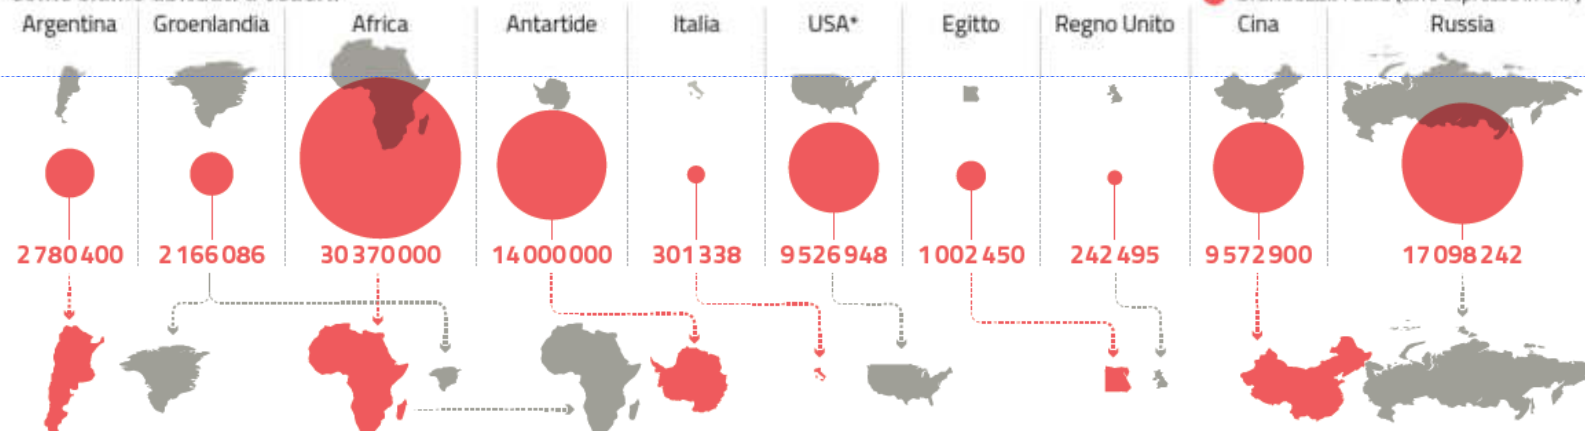 Argentina
Groenlandia
Africa
Antartide
Italia
USA*
Egitto
Regno Unito
Cina
Russia
2 780 400
2 166 086
30 370 000
14 000 000
301 338
9 526 948
1 002 450
242 495
9 572 900
17 098 242